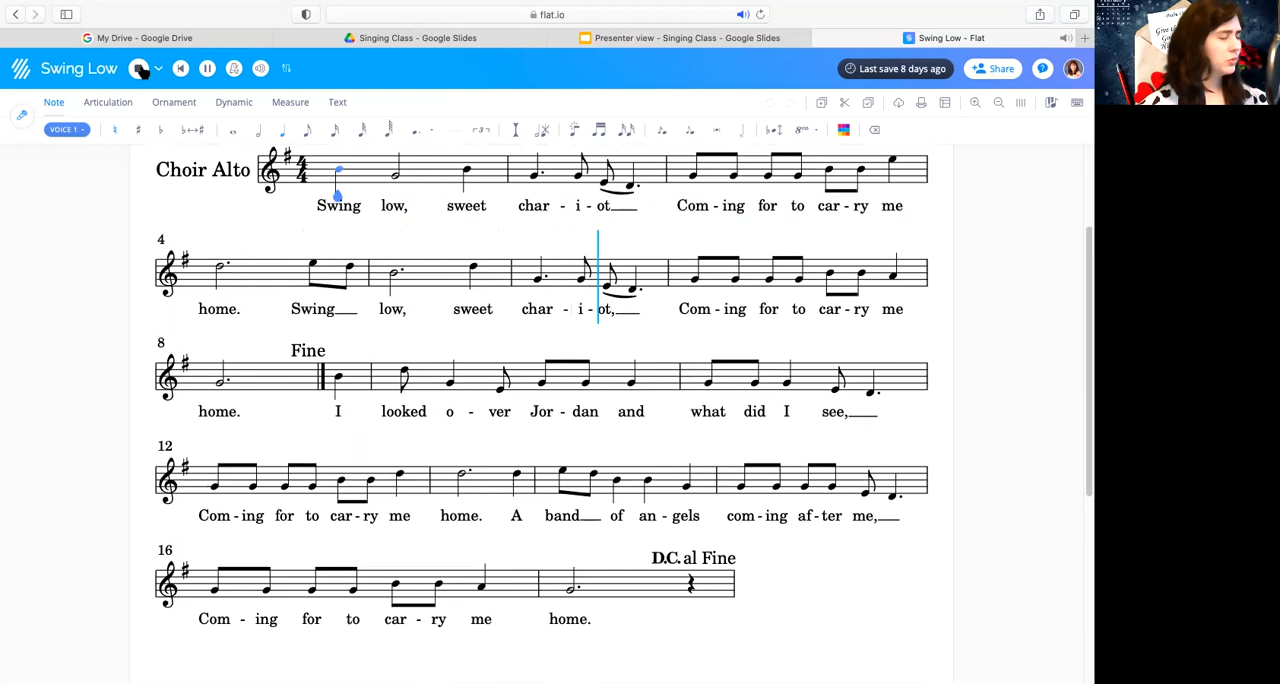 flat.io
My Drive - Google Drive
Singing Class - Google Slides
Presenter view - Singing Class - Google Slides
Swing Low - Flat
Swing Low
Last save 8 days ago
Share
Note Articulation Ornament Dynamic Measure Text
VOICE 1
8va
Choir Alto
Swing low, sweet char - i - ot Com - ing for to car - ry me
4
home. Swing low, sweet char - i - ot, Com - ing for to car - ry me
8
Fine
home. I looked o - ver Jor - dan and what did I see,
12
Com - ing for to car - ry me home. A band of an - gels com - ing af - ter me,
16
D.C. al Fine
Com - ing for to car - ry me home.